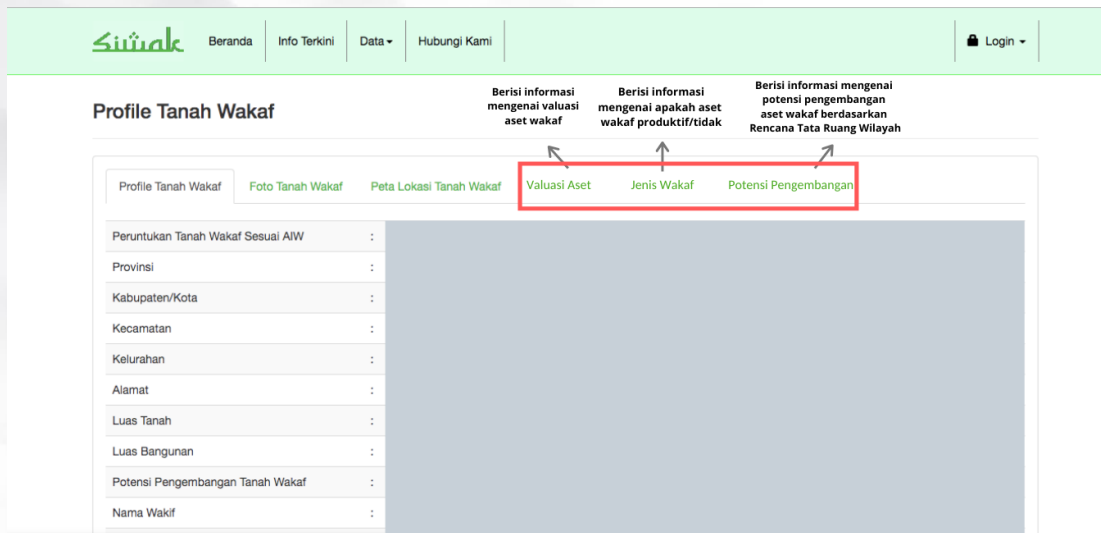 Siwak
Beranda
Info Terkini
Data
Hubungi Kami
Login
Profile Tanah Wakaf
Berisi informasi
mengenai valuasi
aset wakaf
Berisi informasi
mengenai apakah aset
wakaf produktif/tidak
Berisi informasi mengenai
potensi pengembangan
aset wakaf berdasarkan
Rencana Tata Ruang Wilayah
Profile Tanah Wakaf
Foto Tanah Wakaf
Peta Lokasi Tanah Wakaf
Valuasi Aset
Jenis Wakaf
Potensi Pengembangan
Peruntukan Tanah Wakaf Sesuai AIW :
Provinsi :
Kabupaten/Kota :
Kecamatan :
Kelurahan :
Alamat :
Luas Tanah :
Luas Bangunan :
Potensi Pengembangan Tanah Wakaf :
Nama Wakif :